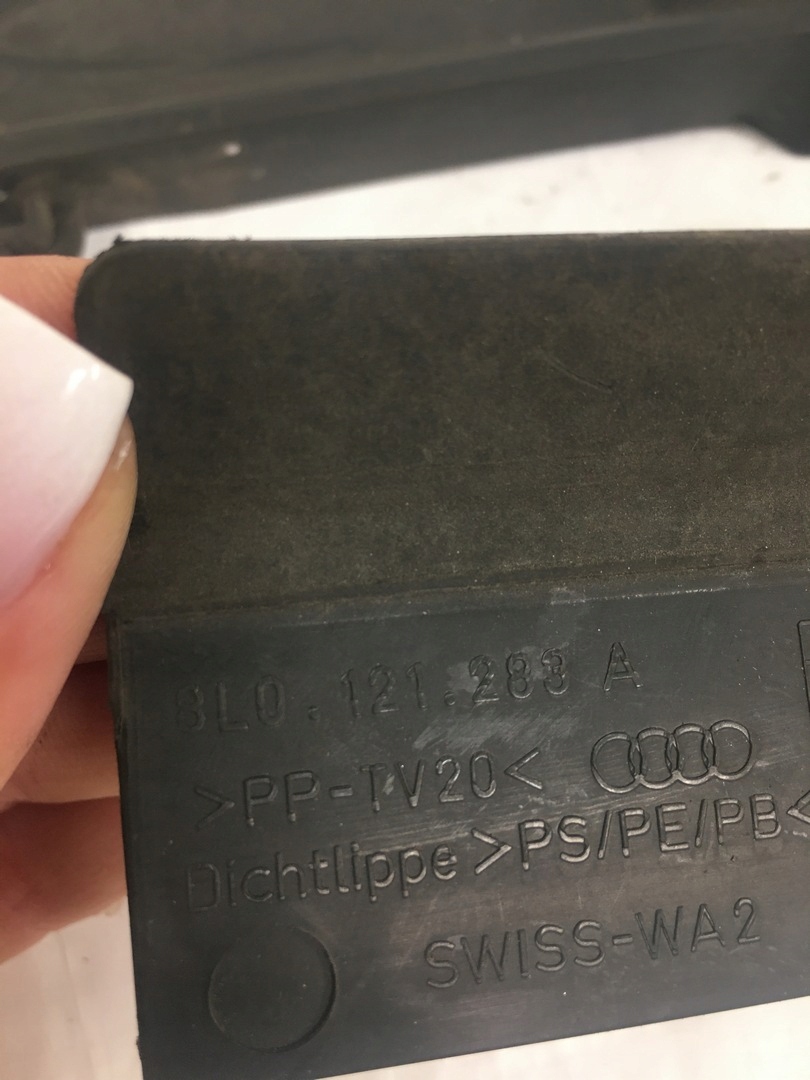 8L0.121.283 A
>PP-TV20<
Dichtlippe >PS/PE/PB<
SWISS-WA2